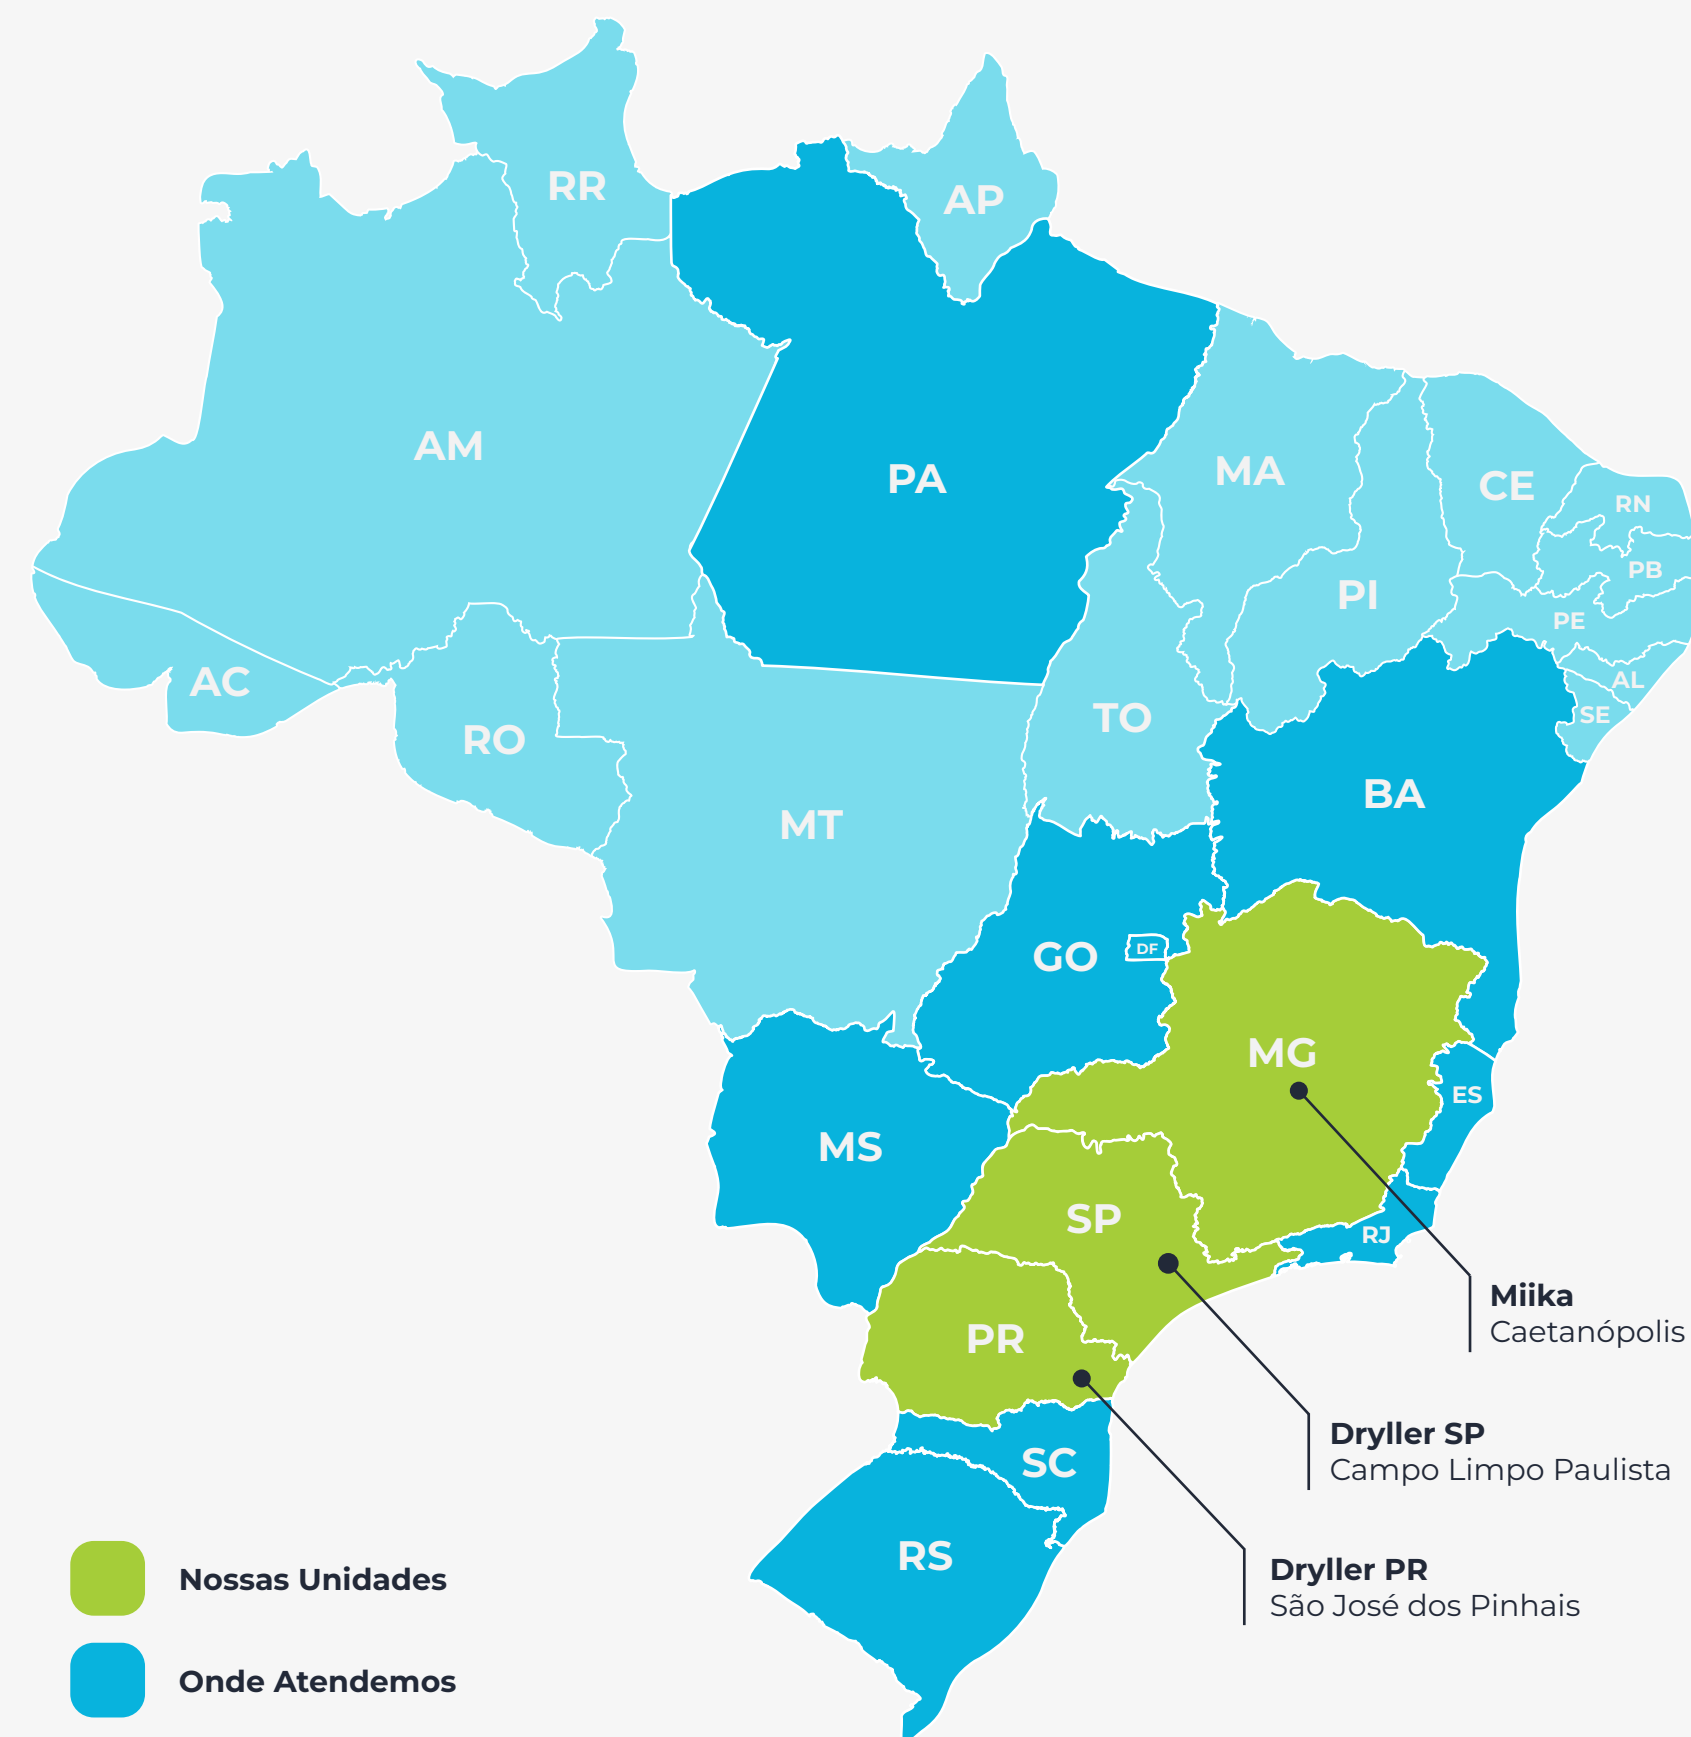 RR
AP
AM
PA
MA
CE
RN
PB
PI
PE
AC
AL
TO
SE
RO
BA
MT
GO
DF
MG
ES
MS
SP
RJ
Miika
Caetanópolis
PR
Dryller SP
Campo Limpo Paulista
SC
RS
Dryller PR
São José dos Pinhais
Nossas Unidades
Onde Atendemos